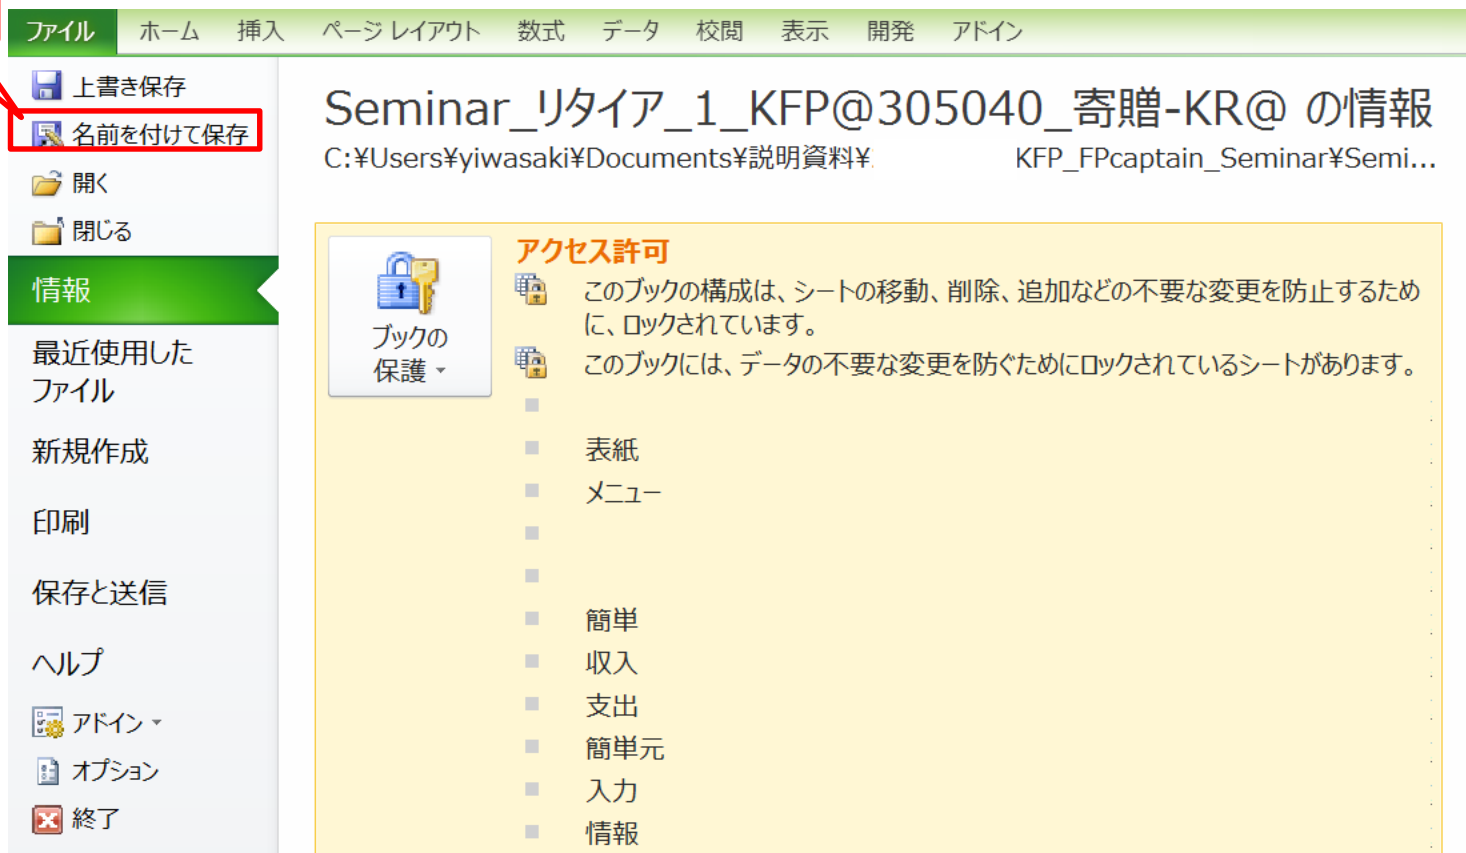 ファイル ホーム 挿入 ページ レイアウト 数式 データ 校閲 表示 開発 アドイン
上書き保存
名前を付けて保存
開く
閉じる
情報
最近使用した
ファイル
新規作成
印刷
保存と送信
ヘルプ
アドイン
オプション
終了
Seminar_リタイア_1_KFP@305040_寄贈-KR@ の情報
C:¥Users¥yiwasaki¥Documents¥説明資料¥ KFP_FPcaptain_Seminar¥Semi...
ブックの
保護
アクセス許可
このブックの構成は、シートの移動、削除、追加などの不要な変更を防止するため
に、ロックされています。
このブックには、データの不要な変更を防ぐためにロックされているシートがあります。
表紙
メニュー
簡単
収入
支出
簡単元
入力
情報